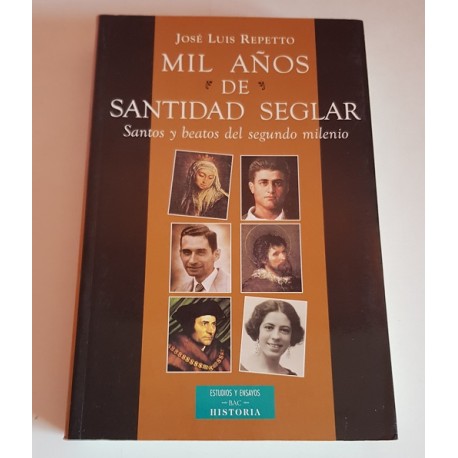 JOSÉ LUIS REPETTO
MIL AÑOS
DE
SANTIDAD SEGLAR
Santos y beatos del segundo milenio
ESTUDIOS Y ENSAYOS
— BAC —
HISTORIA